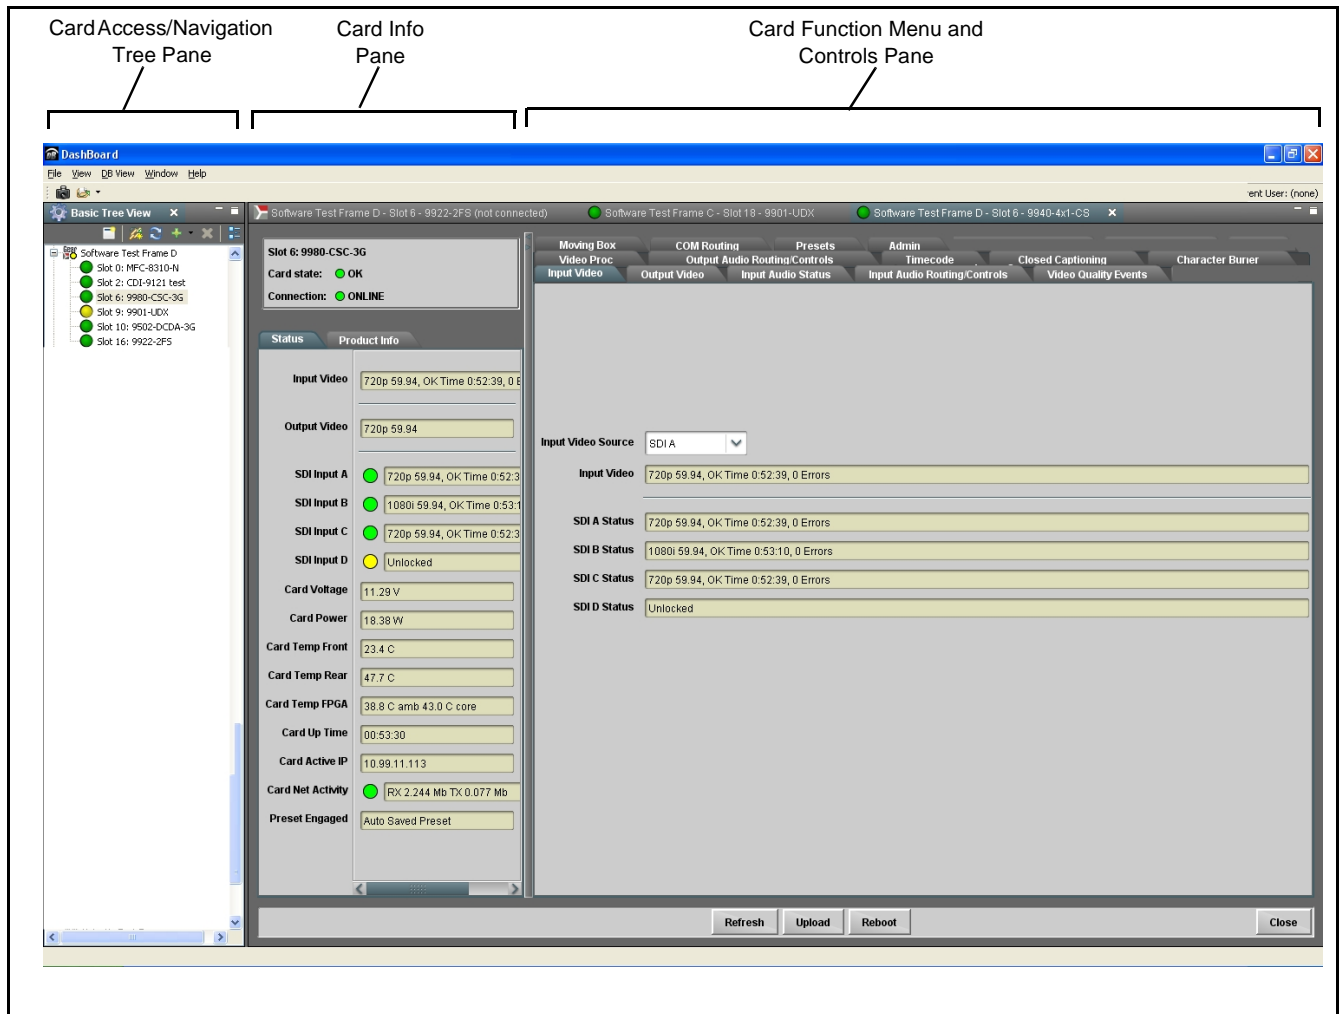 Card Access/Navigation
Tree Pane
Card Info
Pane
Card Function Menu and
Controls Pane
DashBoard
File View DB View Window Help
ent User: (none)
Basic Tree View
Software Test Frame D - Slot 6 - 9922-2FS (not connected)
Software Test Frame C - Slot 18 - 9901-UDX
Software Test Frame D - Slot 6 - 9940-4x1-CS
Software Test Frame D
Slot 0: MFC-8310-N
Slot 2: CDI-9121 test
Slot 6: 9980-CSC-3G
Slot 9: 9901-UDX
Slot 10: 9502-DCDA-3G
Slot 16: 9922-2FS
Slot 6: 9980-CSC-3G
Card state: OK
Connection: ONLINE
Status Product Info
Input Video 720p 59.94, OK Time 0:52:39, 0 E
Output Video 720p 59.94
SDI Input A 720p 59.94, OK Time 0:52:3
SDI Input B 1080i 59.94, OK Time 0:53:1
SDI Input C 720p 59.94, OK Time 0:52:3
SDI Input D Unlocked
Card Voltage 11.29 V
Card Power 18.38 W
Card Temp Front 23.4 C
Card Temp Rear 47.7 C
Card Temp FPGA 38.8 C amb 43.0 C core
Card Up Time 00:53:30
Card Active IP 10.99.11.113
Card Net Activity RX 2.244 Mb TX 0.077 Mb
Preset Engaged Auto Saved Preset
Moving Box COM Routing Presets Admin
Video Proc Output Audio Routing/Controls Timecode Closed Captioning Character Burner
Input Video Output Video Input Audio Status Input Audio Routing/Controls Video Quality Events
Input Video Source SDI A
Input Video 720p 59.94, OK Time 0:52:39, 0 Errors
SDI A Status 720p 59.94, OK Time 0:52:39, 0 Errors
SDI B Status 1080i 59.94, OK Time 0:53:10, 0 Errors
SDI C Status 720p 59.94, OK Time 0:52:39, 0 Errors
SDI D Status Unlocked
Refresh Upload Reboot Close